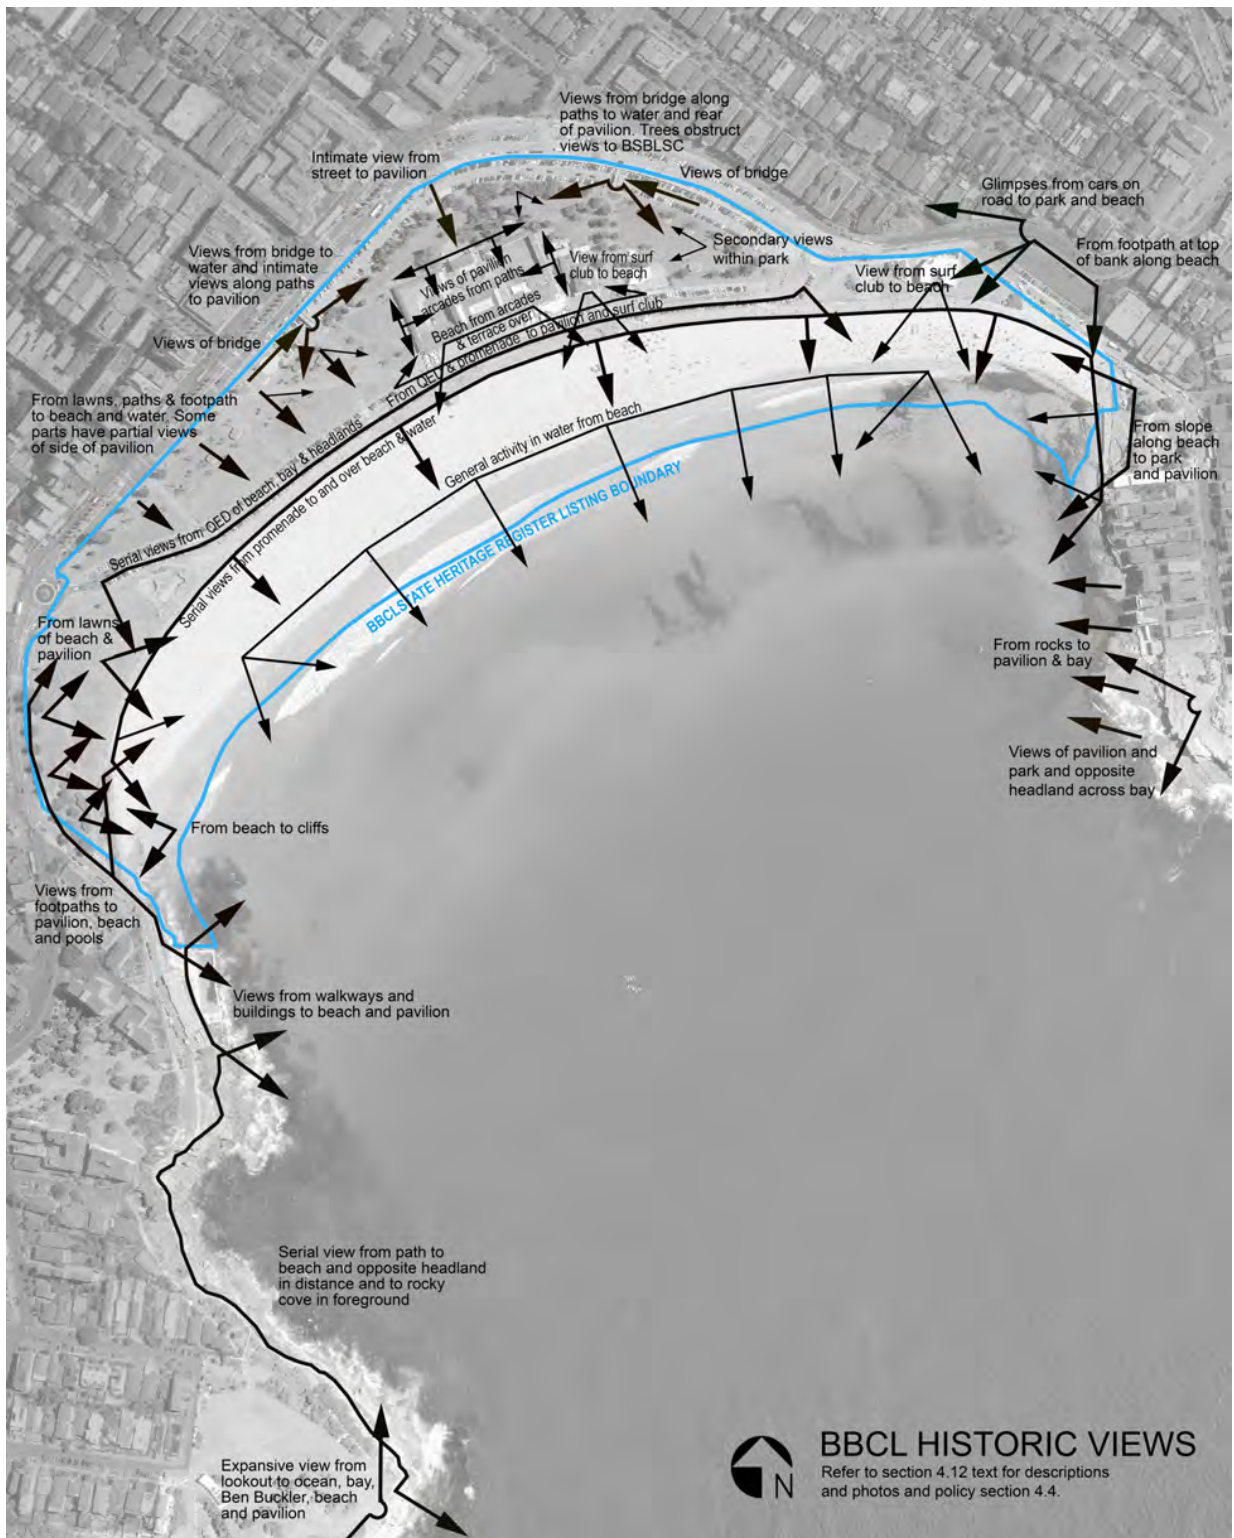 Views from bridge along
paths to water and rear
of pavilion. Trees obstruct
views to BSBLSC
Intimate view from
street to pavilion
Views of bridge
Glimpses from cars on
road to park and beach
Views from bridge to
water and intimate
views along paths
to pavilion
Secondary views
within park
From footpath at top
of bank along beach
View from surf
club to beach
View from surf
club to beach
Views of pavilion
arcades from paths
Beach from arcades
& terrace over
From QED & promenade to pavilion and surf club
Views of bridge
From lawns, paths & footpath
to beach and water. Some
parts have partial views
of side of pavilion
General activity in water from beach
From slope
along beach
to park
and pavilion
Serial views from QED of beach, bay & headlands
Serial views from promenade to and over beach & water
BBCLSTATE HERITAGE REGISTER LISTING BOUNDARY
From lawns
of beach &
pavilion
From rocks to
pavilion & bay
Views of pavilion and
park and opposite
headland across bay
From beach to cliffs
Views from
footpaths to
pavilion, beach
and pools
Views from walkways and
buildings to beach and pavilion
Serial view from path to
beach and opposite headland
in distance and to rocky
cove in foreground
Expansive view from
lookout to ocean, bay,
Ben Buckler, beach
and pavilion
N
BBCL HISTORIC VIEWS
Refer to section 4.12 text for descriptions
and photos and policy section 4.4.